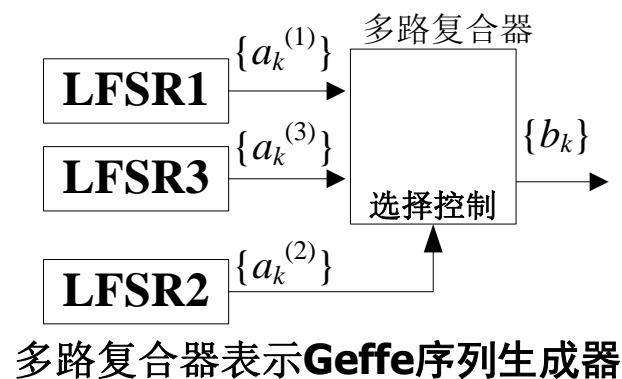 多路复合器
LFSR1 {a_k^(1)}
LFSR3 {a_k^(3)}
{b_k}
选择控制
LFSR2 {a_k^(2)}
多路复合器表示Geffe序列生成器